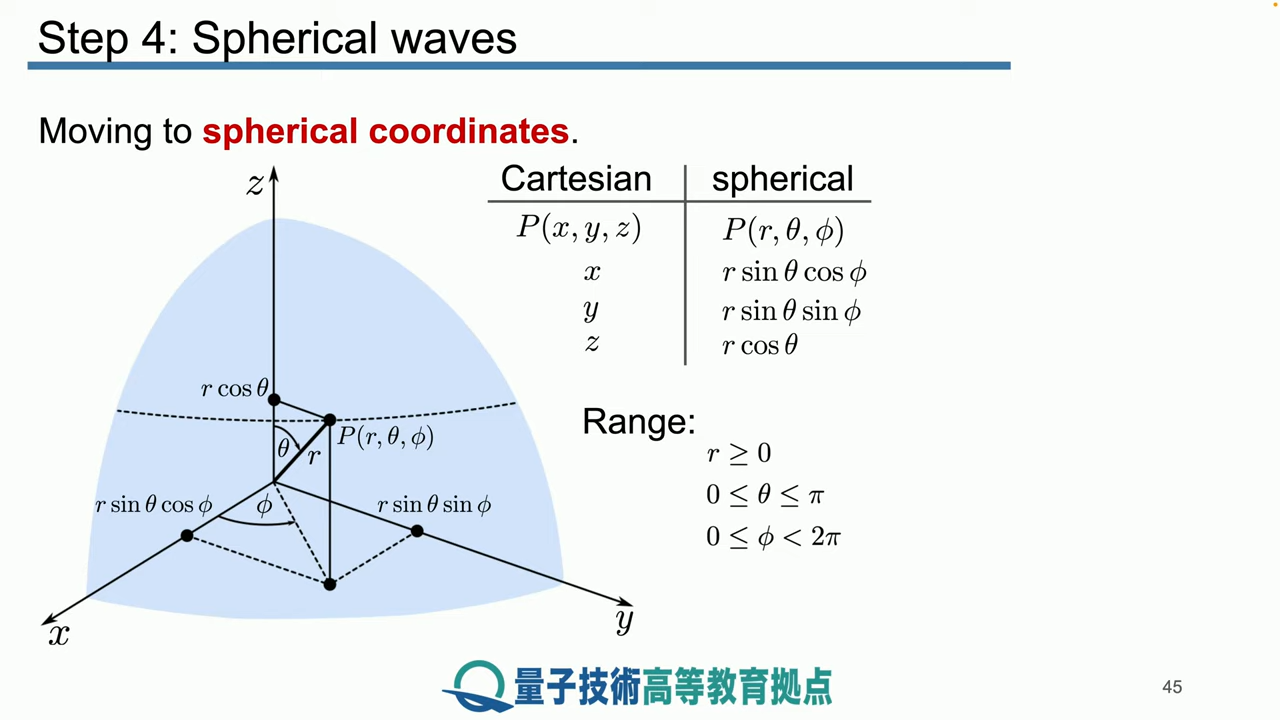 Step 4: Spherical waves
Moving to spherical coordinates.
Cartesian spherical
P(x, y, z) P(r, θ, ϕ)
x r sin θ cos ϕ
y r sin θ sin ϕ
z r cos θ
z
r cos θ
θ
r
P(r, θ, ϕ)
r sin θ cos ϕ
ϕ
r sin θ sin ϕ
x
y
Range:
r ≥ 0
0 ≤ θ ≤ π
0 ≤ ϕ < 2π
量子技術高等教育拠点
45